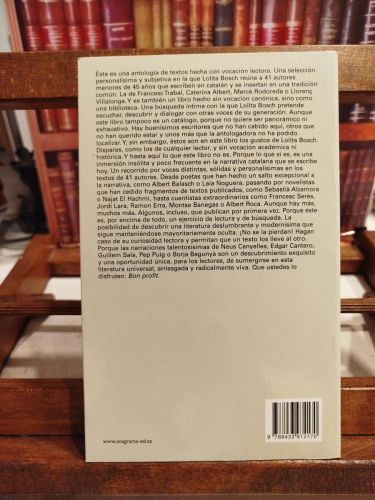 Ésta es una antología de textos hecha con vocación lectora. Una selección
personalísima y subjetiva en la que Lolita Bosch reúne a 41 autores
menores de 45 años que escriben en catalán y se insertan en una tradición
común. La de Francesc Trabal, Caterina Albert, Mercè Rodoreda o Llorenç
Villalonga. Y es también un libro hecho sin vocación canónica, sino como
una biblioteca. Una búsqueda íntima con la que Lolita Bosch pretende
escuchar, descubrir y dialogar con otras voces de su generación. Aunque
este libro tampoco es un catálogo, porque no quiere ser panorámico ni
exhaustivo. Hay buenísimos escritores que no han cabido aquí, otros que
no han querido estar y unos más que la antologadora no ha podido
localizar. Y, sin embargo, éstos son en este libro los gustos de Lolita Bosch.
Dispares, como los de cualquier lector, y sin vocación académica ni
histórica. Y hasta aquí lo que este libro no es. Porque lo que sí es, es una
inmersión insólita y poco frecuente en la narrativa catalana que se escribe
hoy. Un recorrido por voces distintas, sólidas y personalísimas en los
textos de 41 autores. Desde poetas que han hecho un salto excepcional a
la narrativa, como Albert Balasch o Laia Noguera, pasando por novelistas
que han cedido fragmentos de textos publicados, como Sebastià Alzamora
o Najat El Hachmi, hasta cuentistas extraordinarios como Francesc Serés,
Jordi Lara, Ramon Erra, Montse Banegas o Albert Roca. Aunque hay más,
muchos más. Algunos, incluso, que publican por primera vez. Porque éste
es, por encima de todo, un ejercicio de lectura y de búsqueda. La
posibilidad de descubrir una literatura deslumbrante y modernísima que
sigue manteniéndose mayoritariamente oculta. ¡No se la pierdan! Hagan
caso de su curiosidad lectora y permitan que un texto los lleve al otro.
Porque las narraciones talentosísimas de Neus Canyelles, Edgar Cantero,
Guillem Sala, Pep Puig o Borja Bagunyà son un descubrimiento exquisito
y una oportunidad única, para los lectores, de sumergirse en esta
literatura universal, arriesgada y radicalmente viva. Que ustedes lo
disfruten: Bon profit.
www.anagrama-ed.es
9 788433 972170